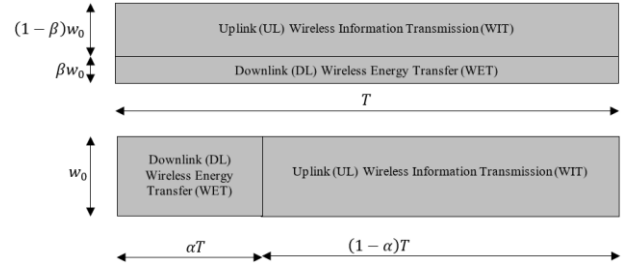 (1 − β)w₀
Uplink (UL) Wireless Information Transmission (WIT)
βw₀
Downlink (DL) Wireless Energy Transfer (WET)
T
w₀
Downlink (DL)
Wireless Energy
Transfer (WET)
Uplink (UL) Wireless Information Transmission (WIT)
αT
(1 − α)T